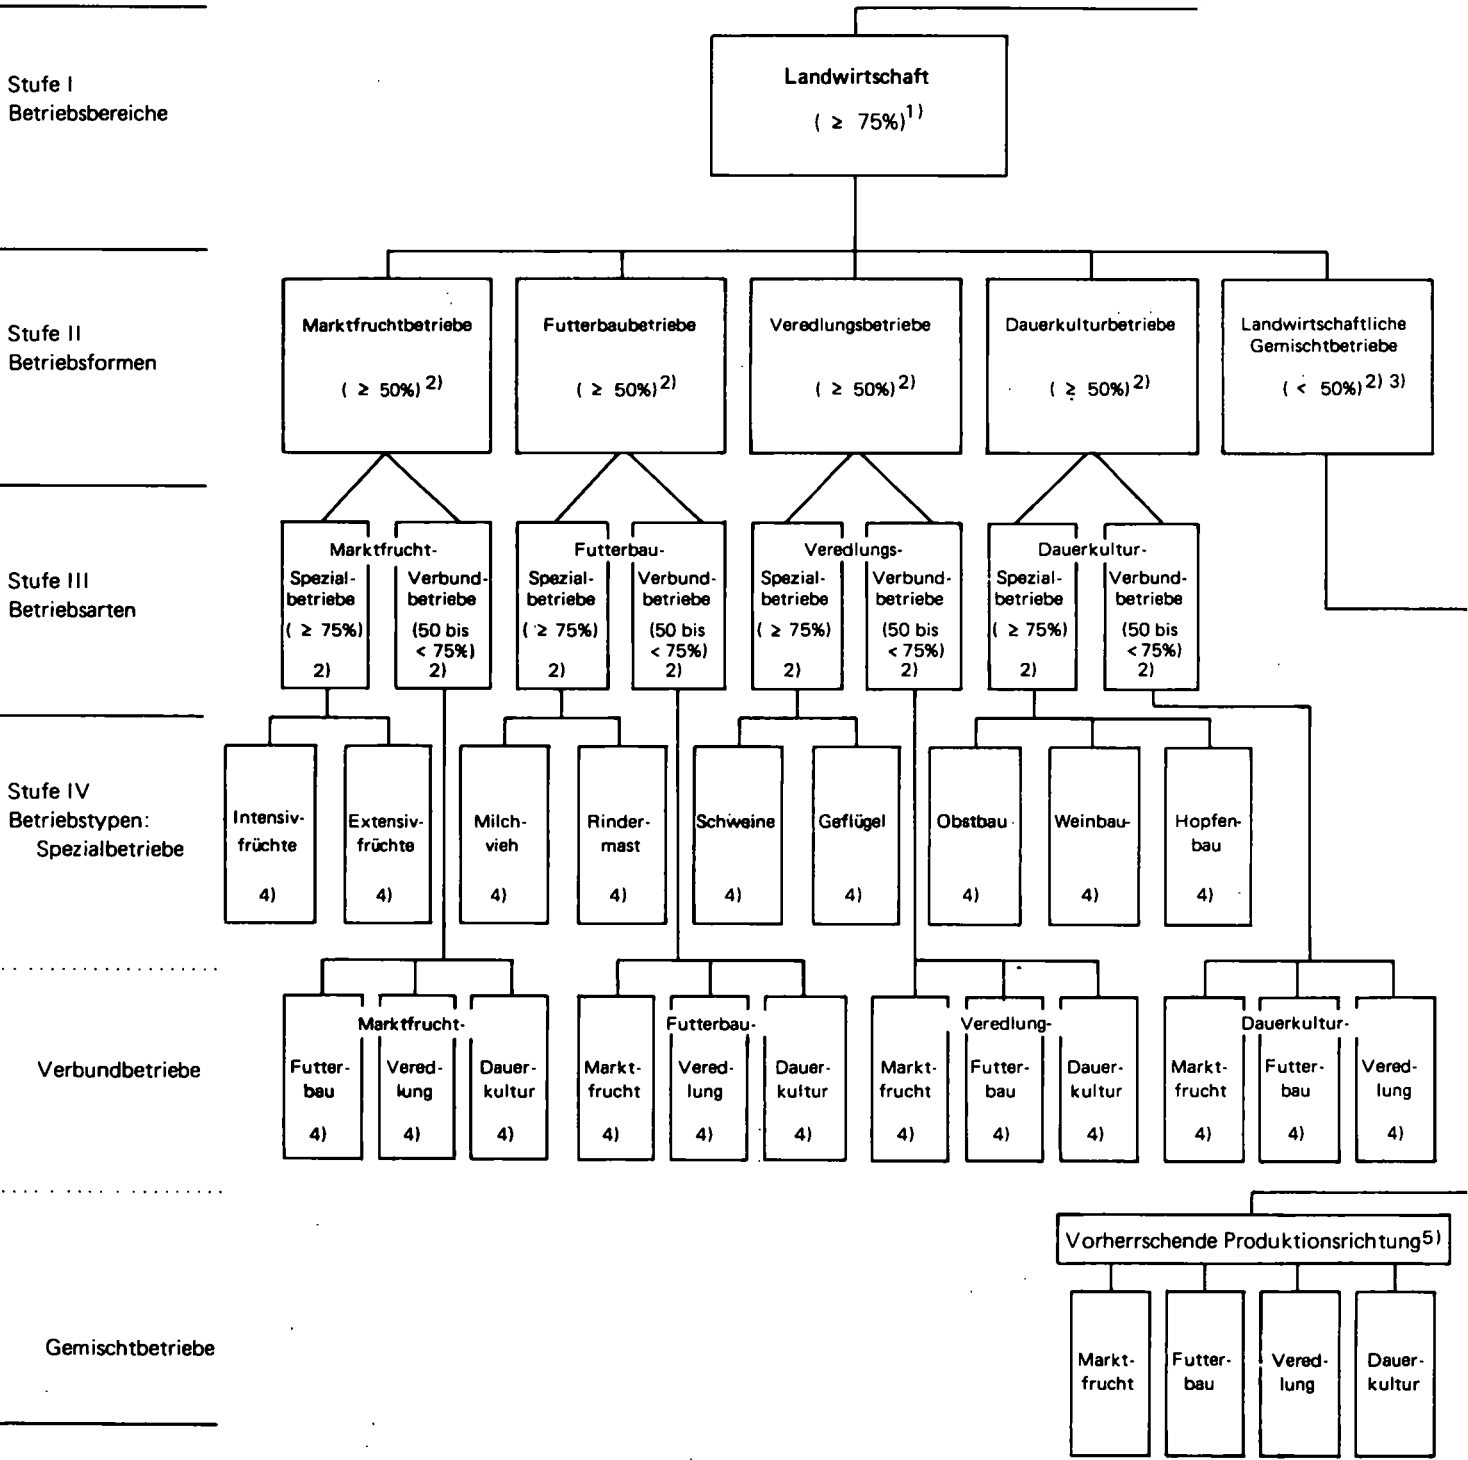 Stufe I
Betriebsbereiche
Landwirtschaft
( ≥ 75%)1)
Stufe II
Betriebsformen
Marktfruchtbetriebe
( ≥ 50%)2)
Futterbaubetriebe
( ≥ 50%)2)
Veredlungsbetriebe
( ≥ 50%)2)
Dauerkulturbetriebe
( ≥ 50%)2)
Landwirtschaftliche
Gemischtbetriebe
( < 50%)2) 3)
Stufe III
Betriebsarten
Marktfrucht-
Spezial-
betriebe
( ≥ 75%)
2)
Verbund-
betriebe
(50 bis
< 75%)
2)
Futterbau-
Spezial-
betriebe
( ≥ 75%)
2)
Verbund-
betriebe
(50 bis
< 75%)
2)
Veredlungs-
Spezial-
betriebe
( ≥ 75%)
2)
Verbund-
betriebe
(50 bis
< 75%)
2)
Dauerkultur-
Spezial-
betriebe
( ≥ 75%)
2)
Verbund-
betriebe
(50 bis
< 75%)
2)
Stufe IV
Betriebstypen:
Spezialbetriebe
Intensiv-
früchte
4)
Extensiv-
früchte
4)
Milch-
vieh
4)
Rinder-
mast
4)
Schweine
4)
Geflügel
4)
Obstbau
4)
Weinbau
4)
Hopfen-
bau
4)
Verbundbetriebe
Marktfrucht-
Futter-
bau
4)
Vered-
lung
4)
Dauer-
kultur
4)
Futterbau-
Markt-
frucht
4)
Vered-
lung
4)
Dauer-
kultur
4)
Veredlung-
Markt-
frucht
4)
Futter-
bau
4)
Dauer-
kultur
4)
Dauerkultur-
Markt-
frucht
4)
Futter-
bau
4)
Vered-
lung
4)
Gemischtbetriebe
Vorherrschende Produktionsrichtung5)
Markt-
frucht
Futter-
bau
Vered-
lung
Dauer-
kultur